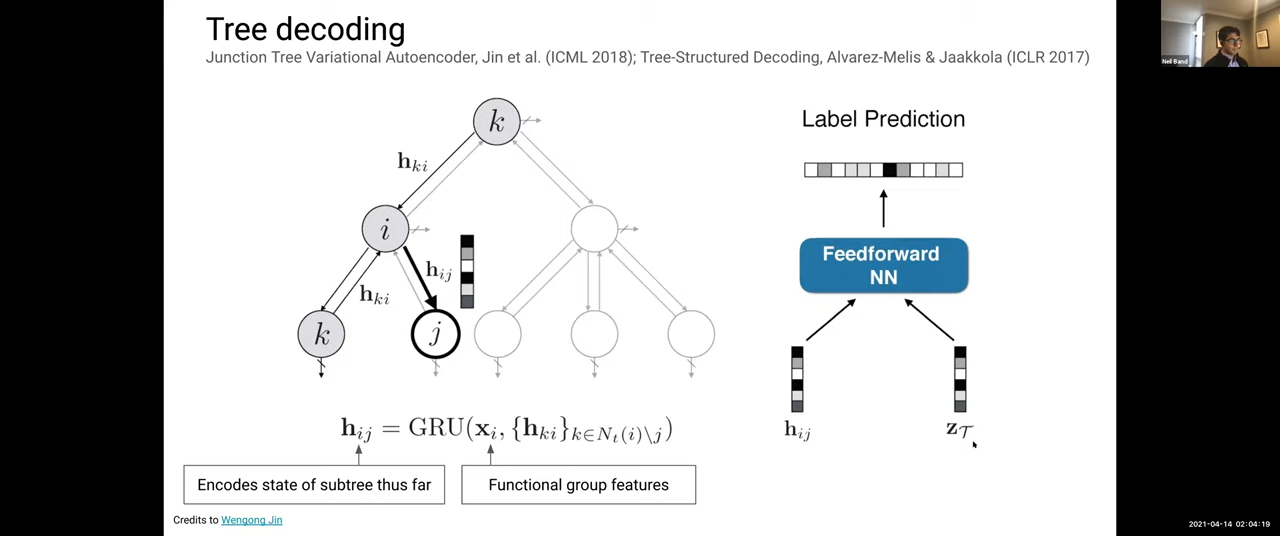 Tree decoding
Junction Tree Variational Autoencoder, Jin et al. (ICML 2018); Tree-Structured Decoding, Alvarez-Melis & Jaakkola (ICLR 2017)
Neil Band
k
h_{ki}
i
h_{ij}
h_{ki}
k
j
h_{ij} = GRU(x_i, {h_{ki}}_{k∈N_t(i)\j})
Encodes state of subtree thus far
Functional group features
Label Prediction
Feedforward
NN
h_{ij}
z_𝒯
Credits to Wengong Jin
2021-04-14 02:04:19